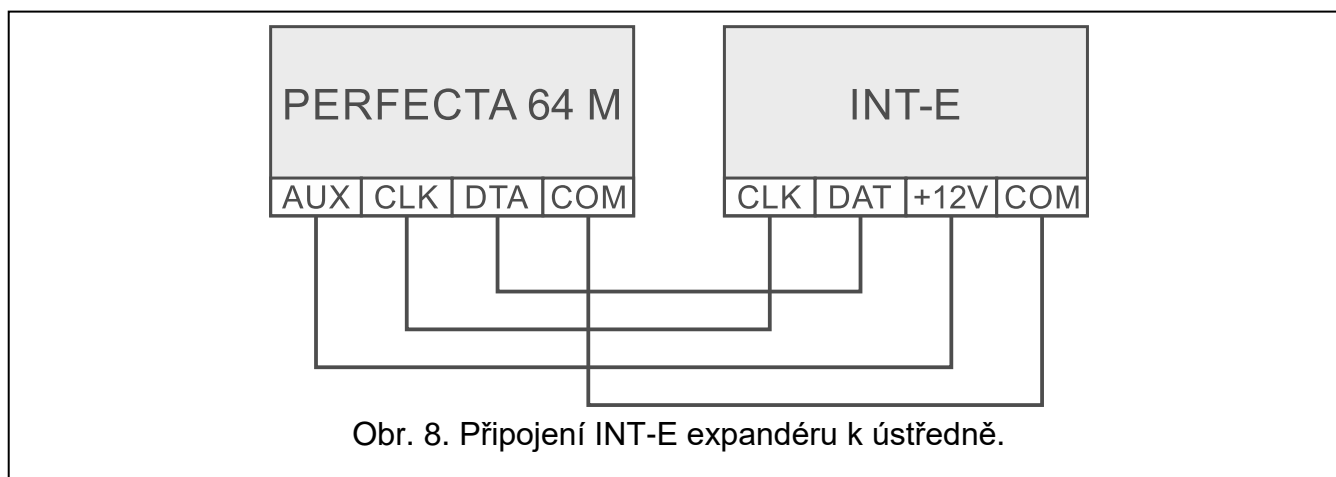 PERFECTA 64 M
INT-E
AUX CLK DTA COM
CLK DAT +12V COM
Obr. 8. Připojení INT-E expandéru k ústředně.